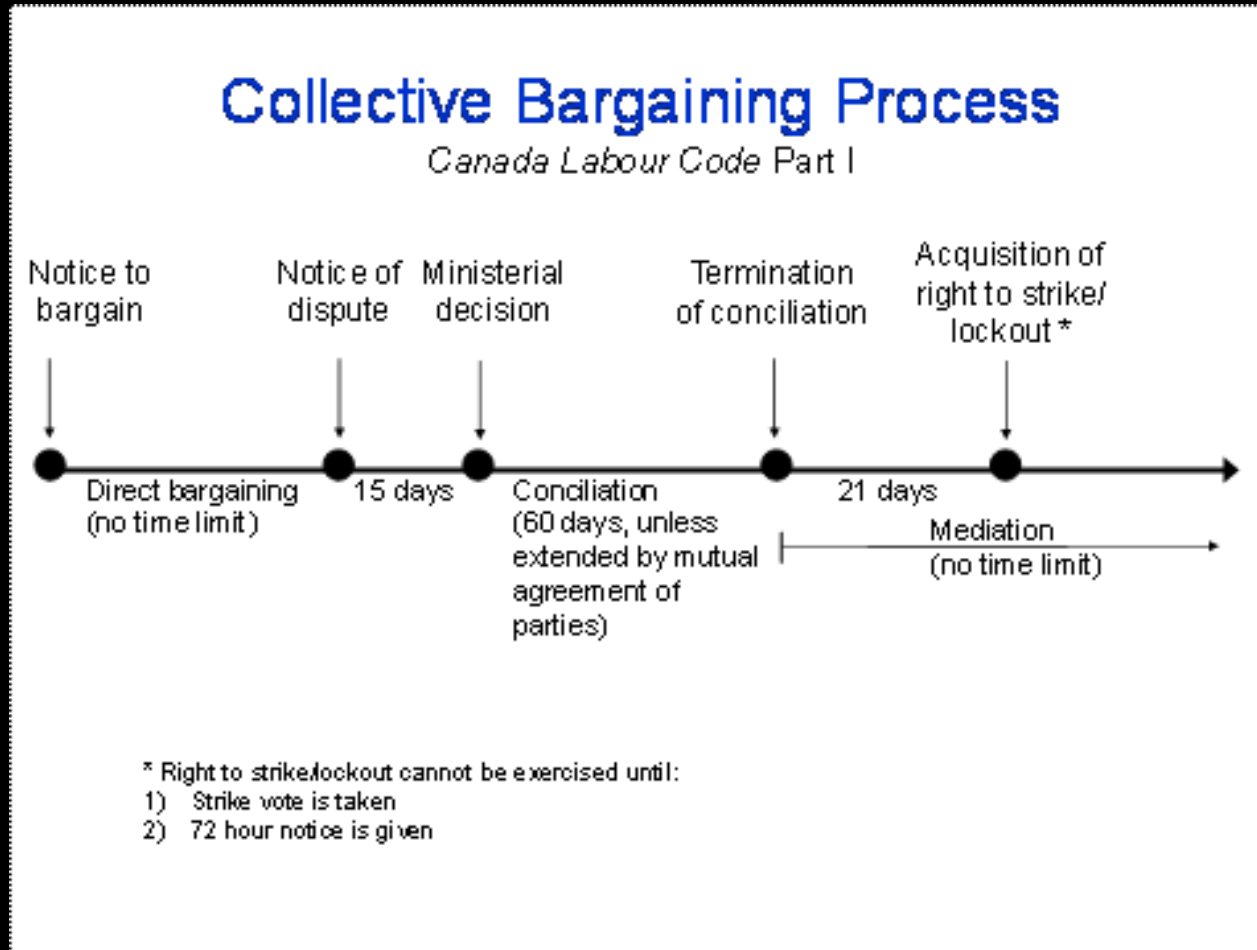 Collective Bargaining Process
Canada Labour Code Part I
Notice to
bargain
Notice of
dispute
Ministerial
decision
Termination
of conciliation
Acquisition of
right to strike/
lockout *
Direct bargaining
(no time limit)
15 days
Conciliation
(60 days, unless
extended by mutual
agreement of
parties)
21 days
Mediation
(no time limit)
* Right to strike/lockout cannot be exercised until:
1) Strike vote is taken
2) 72 hour notice is given